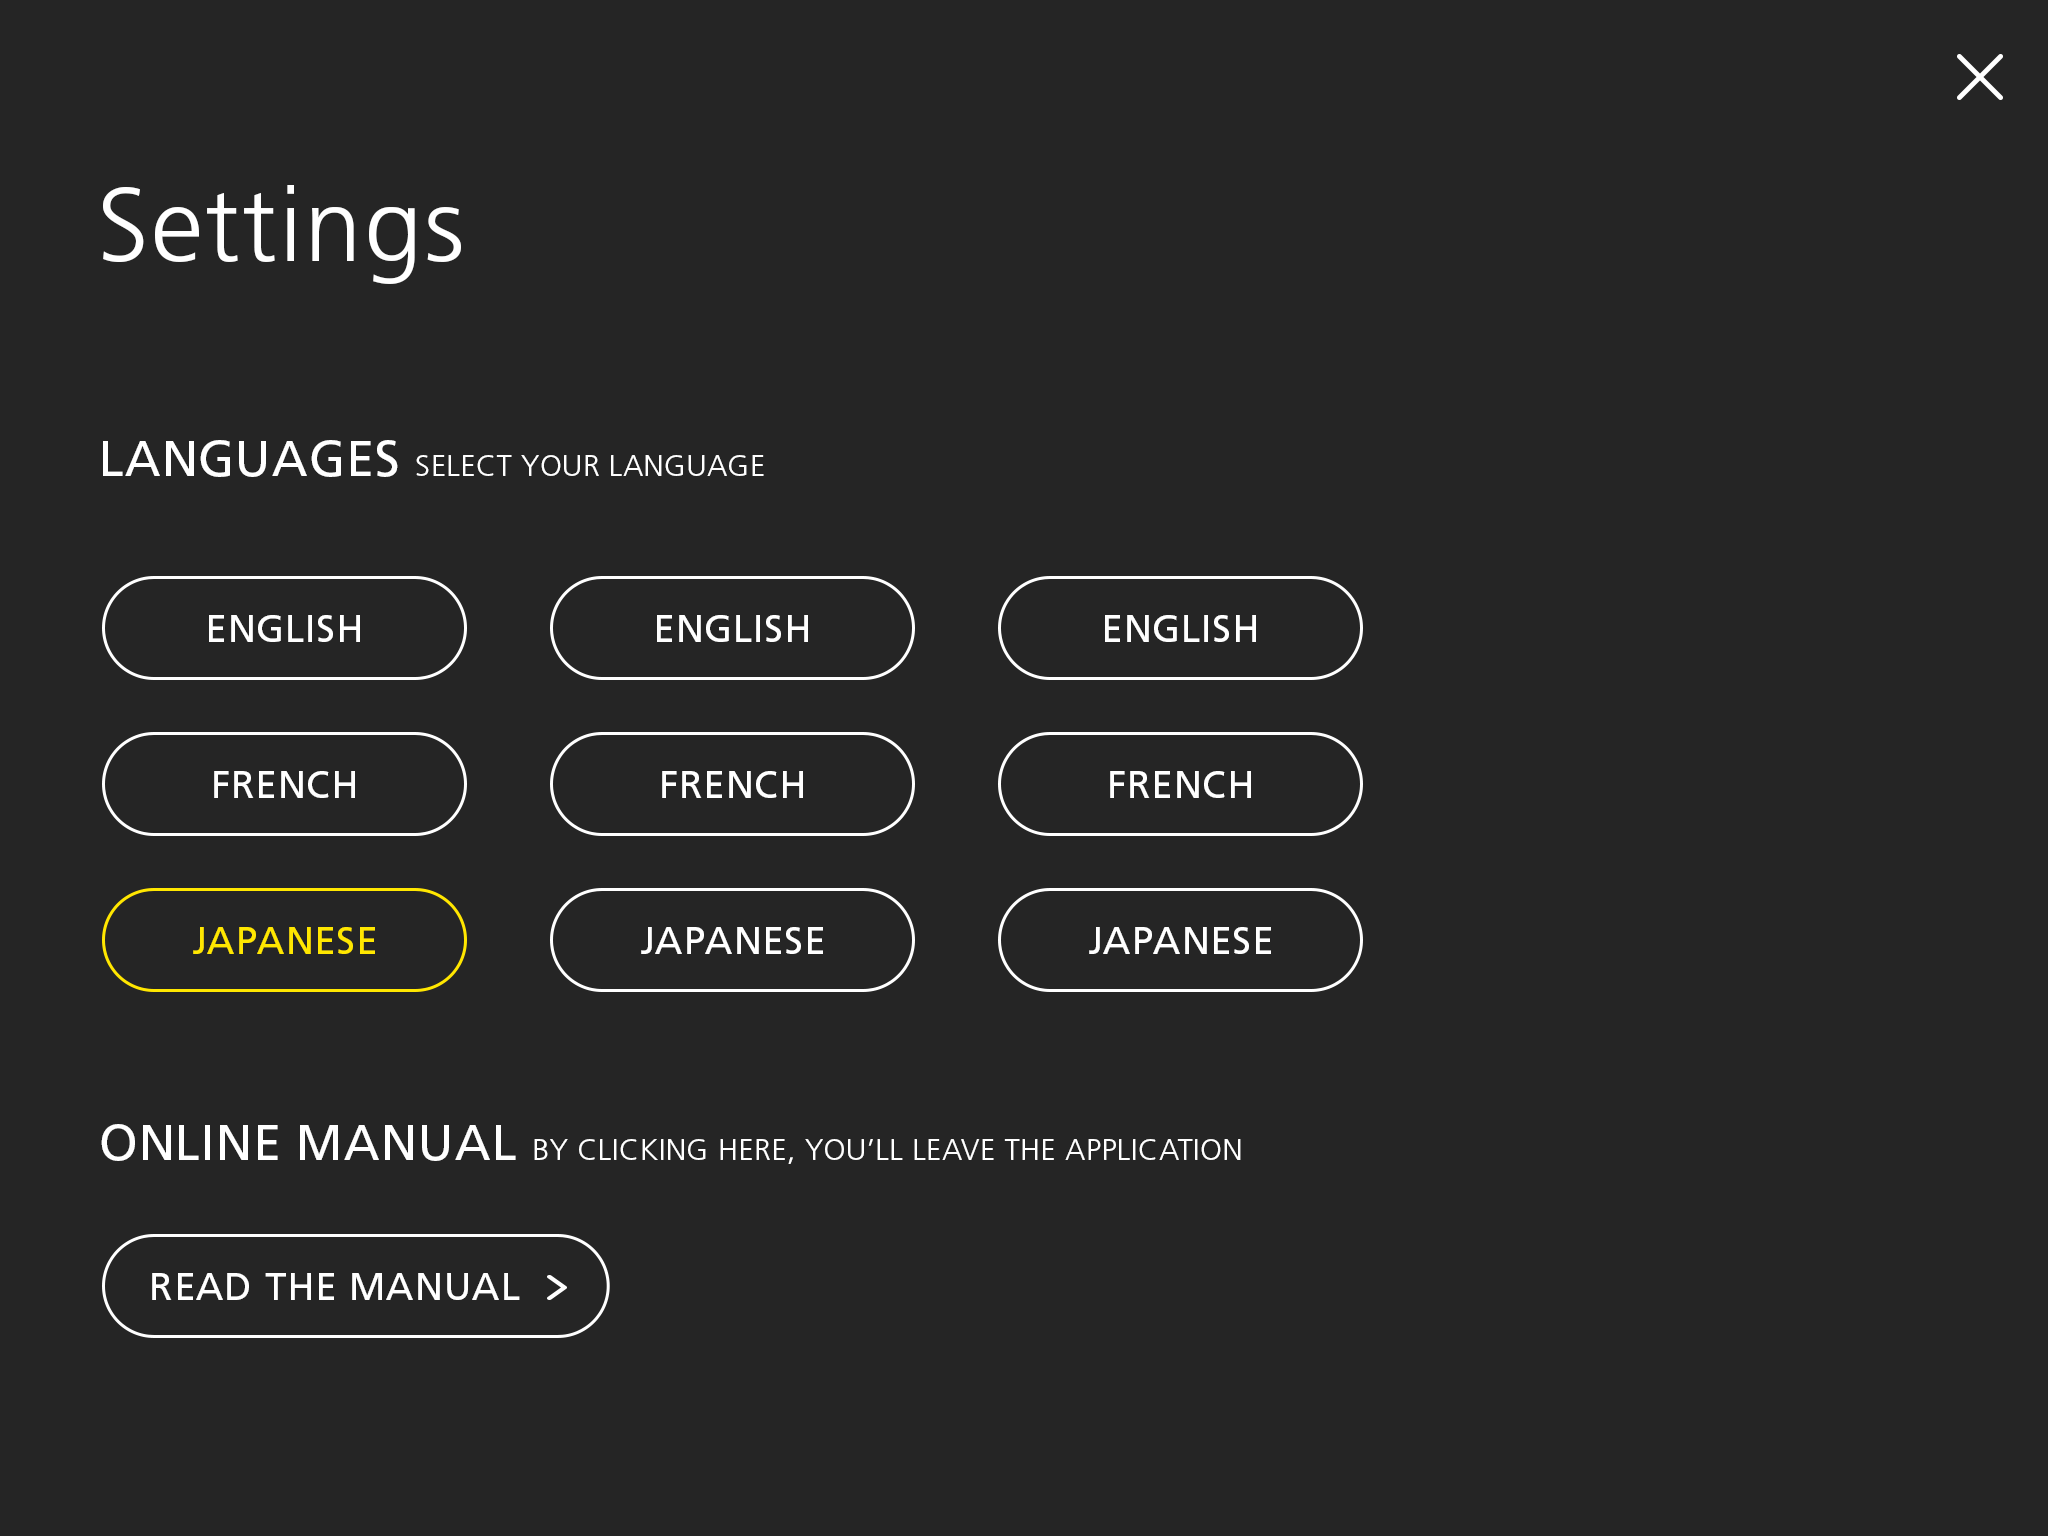 Settings
LANGUAGES SELECT YOUR LANGUAGE
ENGLISH ENGLISH ENGLISH
FRENCH FRENCH FRENCH
JAPANESE JAPANESE JAPANESE
ONLINE MANUAL BY CLICKING HERE, YOU’LL LEAVE THE APPLICATION
READ THE MANUAL >